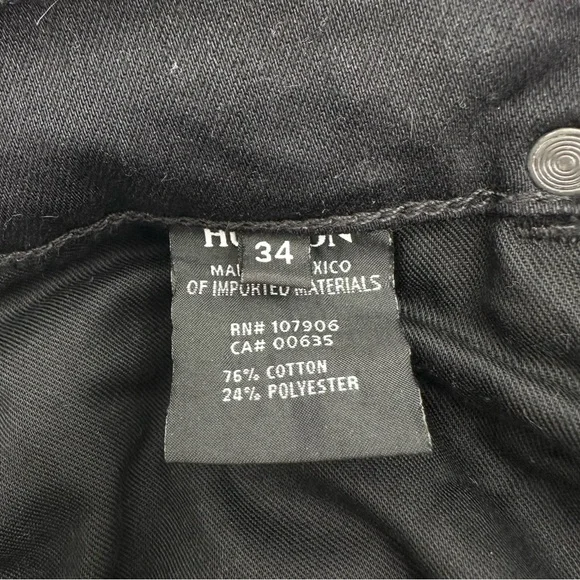 34
OF IMPORTED MATERIALS
RN# 107906
CA# 00635
76% COTTON
24% POLYESTER